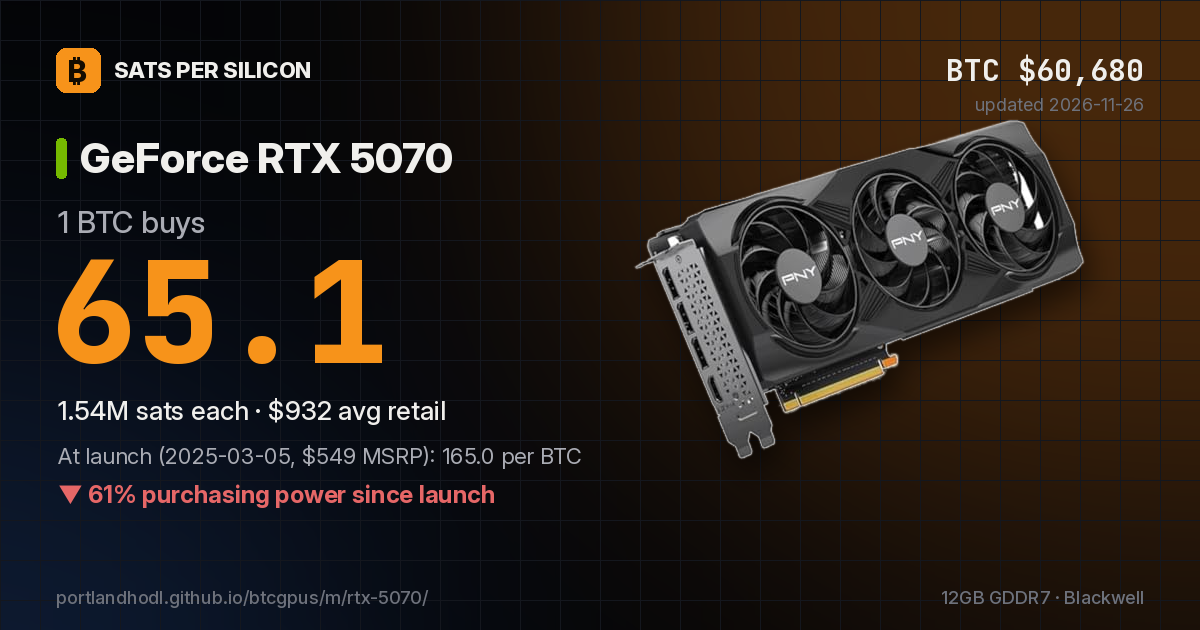 SATS PER SILICON
BTC $60,680
updated 2026-11-26
GeForce RTX 5070
1 BTC buys
65.1
1.54M sats each · $932 avg retail
At launch (2025-03-05, $549 MSRP): 165.0 per BTC
▼ 61% purchasing power since launch
PNY
PNY
PNY
portlandhodl.github.io/btcgpus/m/rtx-5070/
12GB GDDR7 · Blackwell